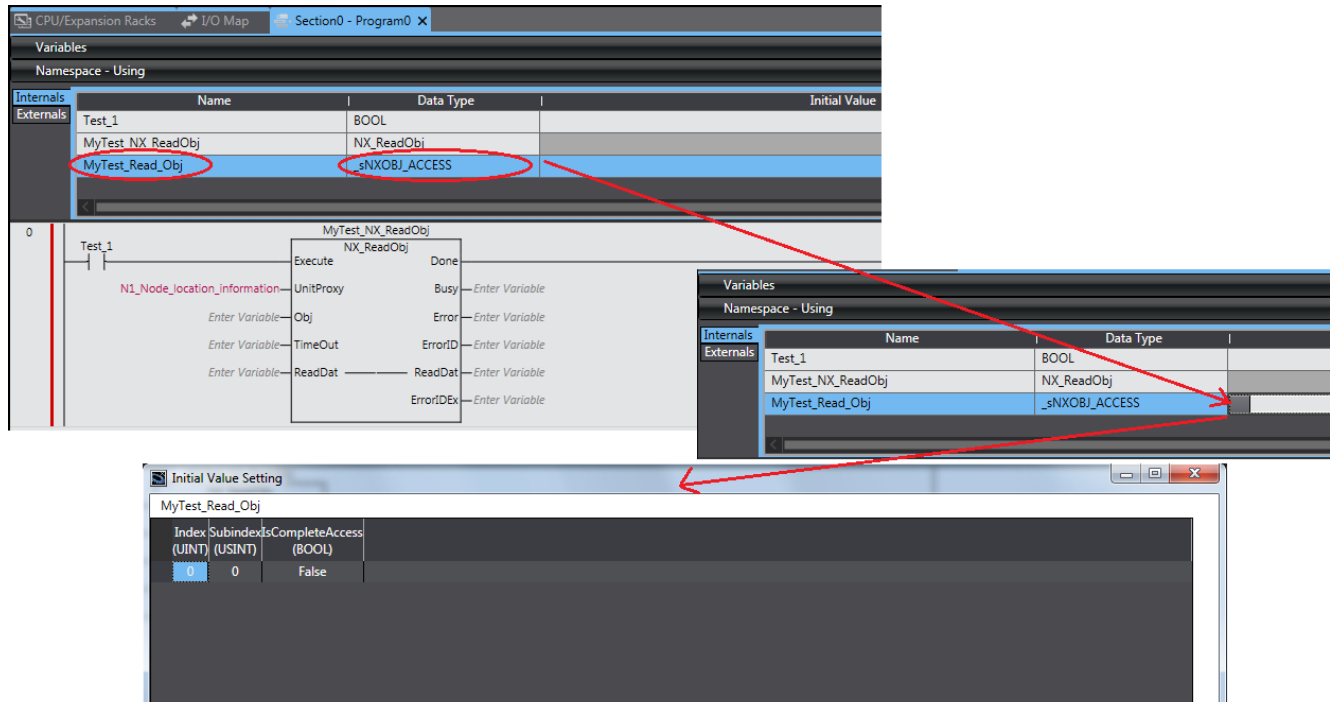 CPU/Expansion Racks I/O Map Section0 - Program0 X
Variables
Namespace - Using
Internals Name Data Type Initial Value
Externals Test_1 BOOL
MyTest_NX_ReadObj NX_ReadObj
MyTest_Read_Obj _sNXOBJ_ACCESS
0 MyTest_NX_ReadObj
Test_1 NX_ReadObj
Execute Done
N1_Node_location_information UnitProxy Busy Enter Variable
Enter Variable Obj Error Enter Variable
Enter Variable TimeOut ErrorID Enter Variable
Enter Variable ReadDat ReadDat Enter Variable
ErrorIDEx Enter Variable
Variables
Namespace - Using
Internals Name Data Type
Externals Test_1 BOOL
MyTest_NX_ReadObj NX_ReadObj
MyTest_Read_Obj _sNXOBJ_ACCESS
Initial Value Setting
MyTest_Read_Obj
Index Subindex IsCompleteAccess
(UINT) (USINT) (BOOL)
0 0 False